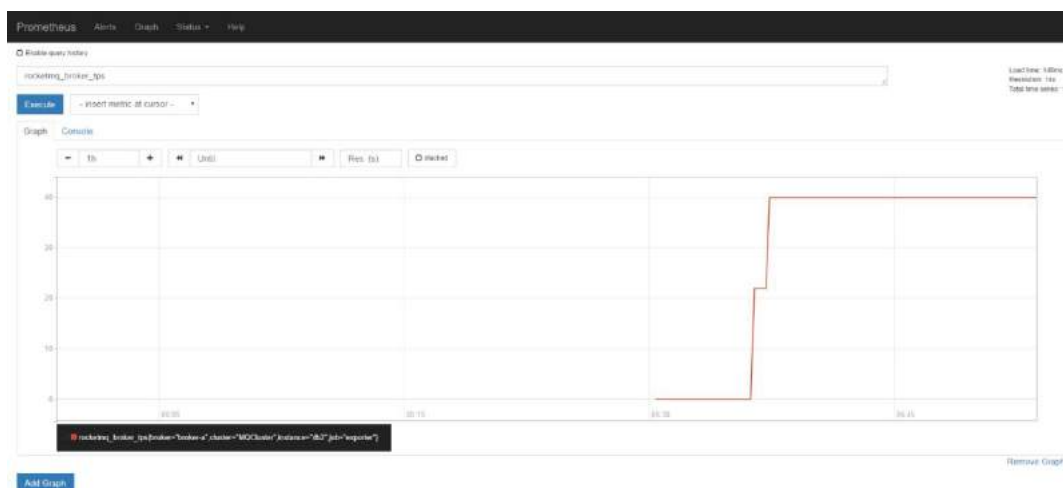 Prometheus Alerts Graph Status Help
Enable query history
rocketmq_broker_tps
Resolution: 14s
Total time series: 1
Execute - insert metric at cursor -
Graph Console
1h Until Res. (s) stacked
40
30
20
10
0
rocketmq_broker_tps{broker="broker-a",cluster="MQCluster",instance="db3",job="exporter"}
Remove Graph
Add Graph